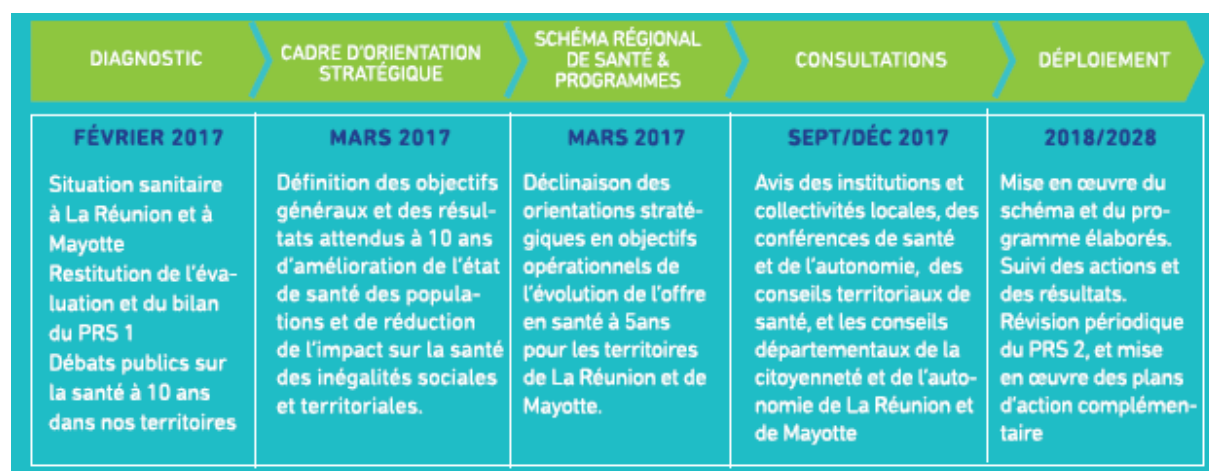 DIAGNOSTIC
CADRE D'ORIENTATION
STRATÉGIQUE
SCHÉMA RÉGIONAL
DE SANTÉ &
PROGRAMMES
CONSULTATIONS
DÉPLOIEMENT
FÉVRIER 2017
Situation sanitaire
à La Réunion et à
Mayotte
Restitution de l'éva-
luation et du bilan
du PRS 1
Débats publics sur
la santé à 10 ans
dans nos territoires
MARS 2017
Définition des objectifs
généraux et des résul-
tats attendus à 10 ans
d'amélioration de l'état
de santé des popula-
tions et de réduction
de l'impact sur la santé
des inégalités sociales
et territoriales.
MARS 2017
Déclinaison des
orientations straté-
giques en objectifs
opérationnels de
l'évolution de l'offre
en santé à 5ans
pour les territoires
de La Réunion et de
Mayotte.
SEPT/DÉC 2017
Avis des institutions et
collectivités locales, des
conférences de santé
et de l'autonomie, des
conseils territoriaux de
santé, et les conseils
départementaux de la
citoyenneté et de l'auto-
nomie de La Réunion et
de Mayotte
2018/2028
Mise en œuvre du
schéma et du pro-
gramme élaborés.
Suivi des actions et
des résultats.
Révision périodique
du PRS 2, et mise
en œuvre des plans
d'action complémen-
taire